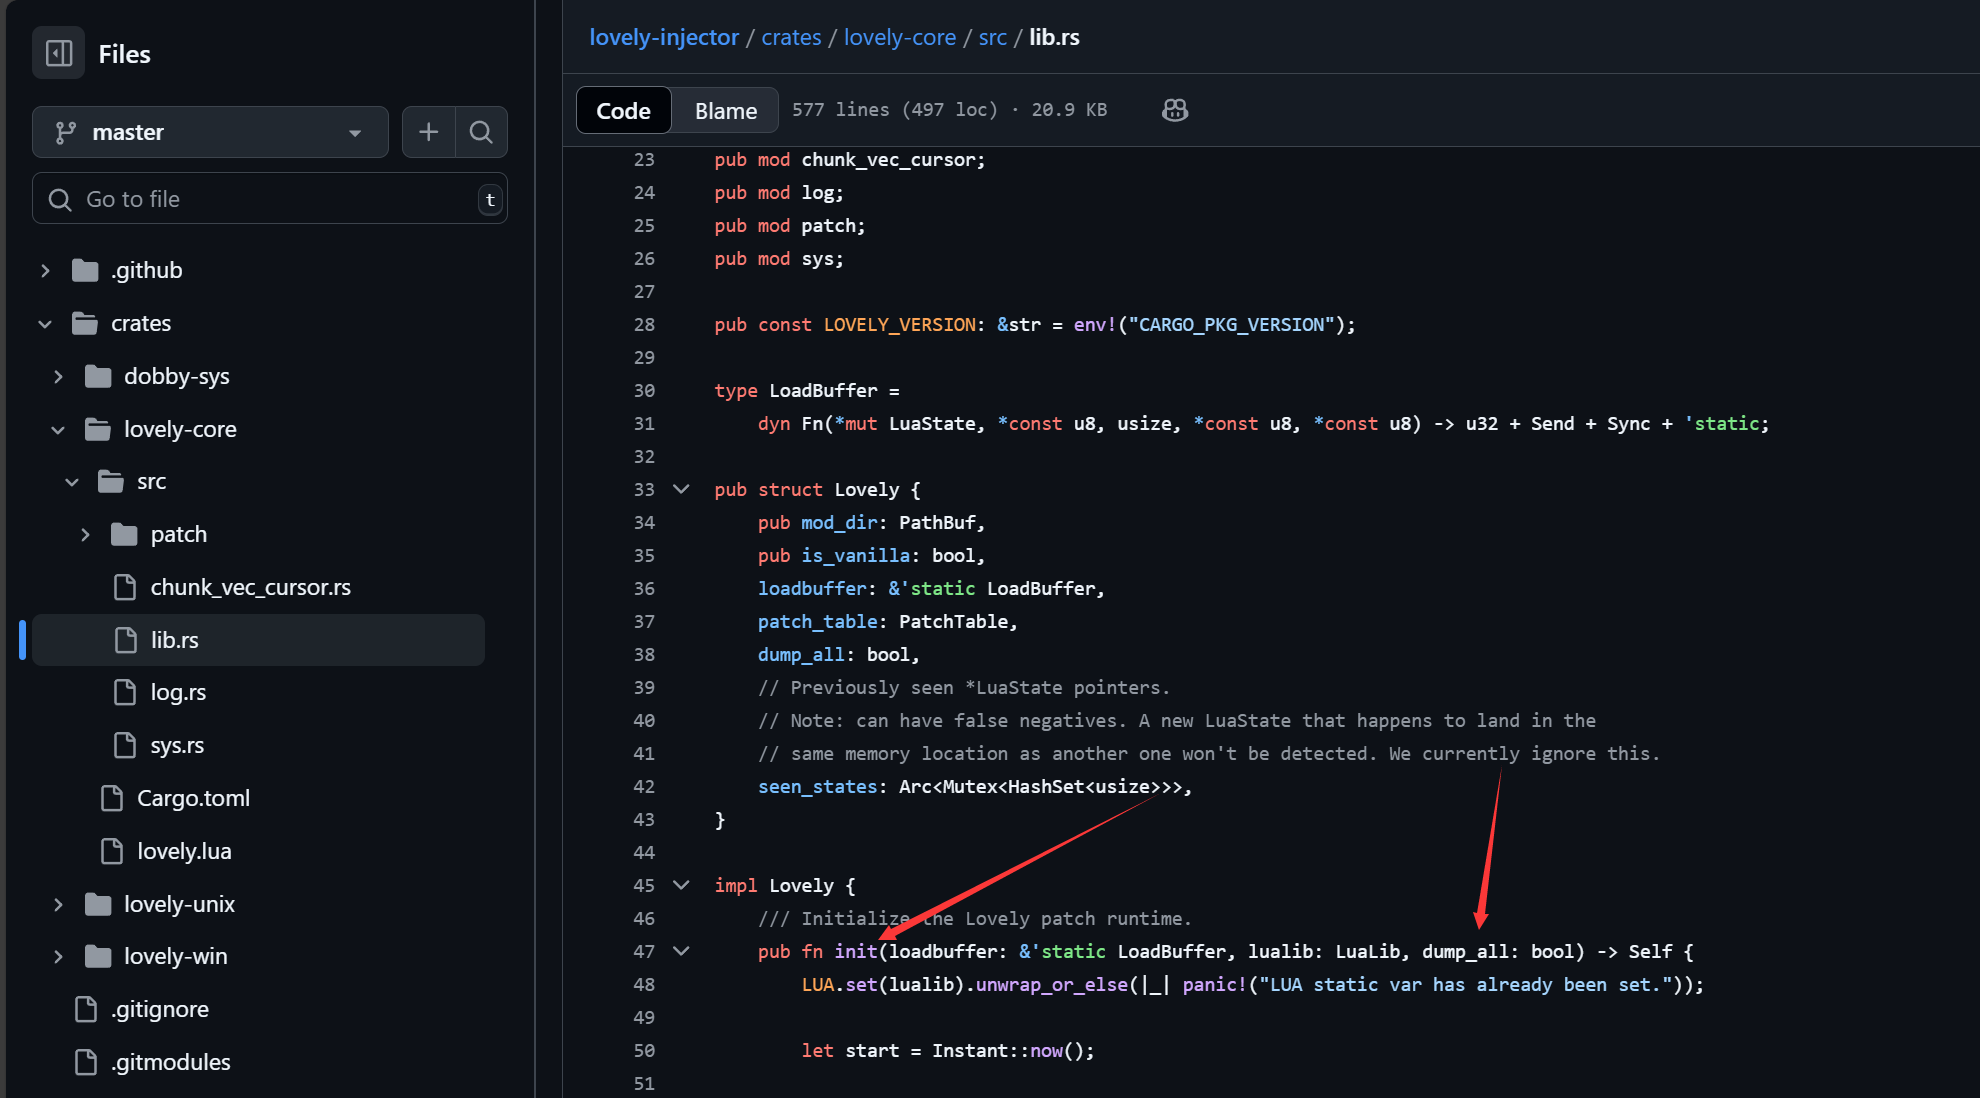 Files
master
Go to file
t
.github
crates
dobby-sys
lovely-core
src
patch
chunk_vec_cursor.rs
lib.rs
log.rs
sys.rs
Cargo.toml
lovely.lua
lovely-unix
lovely-win
.gitignore
.gitmodules
lovely-injector / crates / lovely-core / src / lib.rs
Code Blame 577 lines (497 loc) · 20.9 KB
23 pub mod chunk_vec_cursor;
24 pub mod log;
25 pub mod patch;
26 pub mod sys;
27
28 pub const LOVELY_VERSION: &str = env!("CARGO_PKG_VERSION");
29
30 type LoadBuffer =
31 dyn Fn(*mut LuaState, *const u8, usize, *const u8, *const u8) -> u32 + Send + Sync + 'static;
32
33 pub struct Lovely {
34 pub mod_dir: PathBuf,
35 pub is_vanilla: bool,
36 loadbuffer: &'static LoadBuffer,
37 patch_table: PatchTable,
38 dump_all: bool,
39 // Previously seen *LuaState pointers.
40 // Note: can have false negatives. A new LuaState that happens to land in the
41 // same memory location as another one won't be detected. We currently ignore this.
42 seen_states: Arc<Mutex<HashSet<usize>>>,
43 }
44
45 impl Lovely {
46 /// Initialize the Lovely patch runtime.
47 pub fn init(loadbuffer: &'static LoadBuffer, lualib: LuaLib, dump_all: bool) -> Self {
48 LUA.set(lualib).unwrap_or_else(|_| panic!("LUA static var has already been set."));
49
50 let start = Instant::now();
51